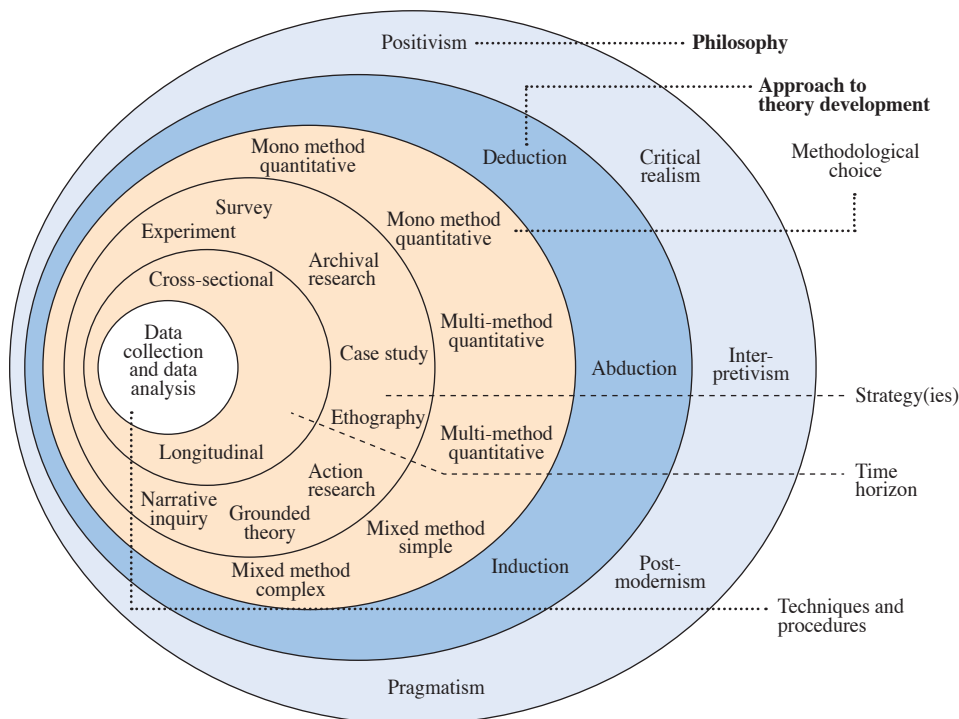 Positivism
Philosophy
Approach to
theory development
Deduction
Critical
realism
Methodological
choice
Mono method
quantitative
Mono method
quantitative
Survey
Experiment
Archival
research
Cross-sectional
Data
collection
and data
analysis
Multi-method
quantitative
Case study
Abduction
Inter-
pretivism
Strategy(ies)
Ethography
Multi-method
quantitative
Longitudinal
Time
horizon
Action
research
Narrative
inquiry
Grounded
theory
Mixed method
simple
Mixed method
complex
Induction
Post-
modernism
Techniques and
procedures
Pragmatism